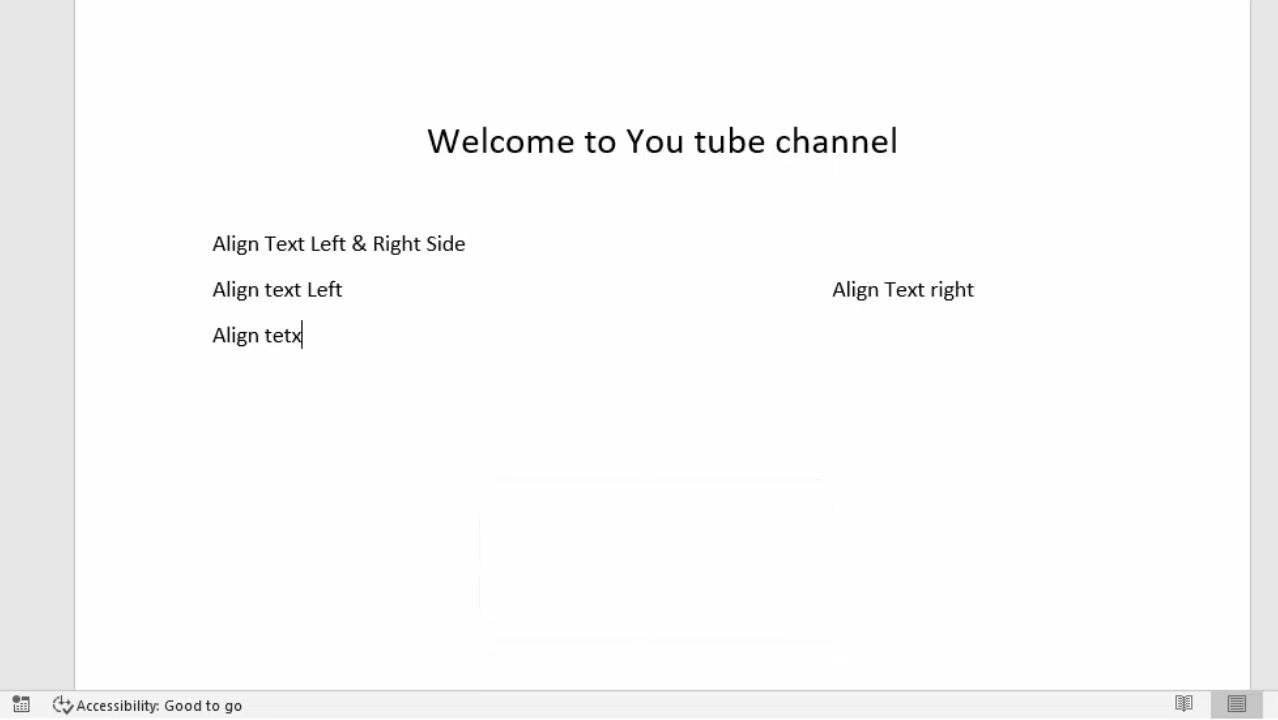 Welcome to You tube channel
Align Text Left & Right Side
Align text Left Align Text right
Align tetx
Accessibility: Good to go